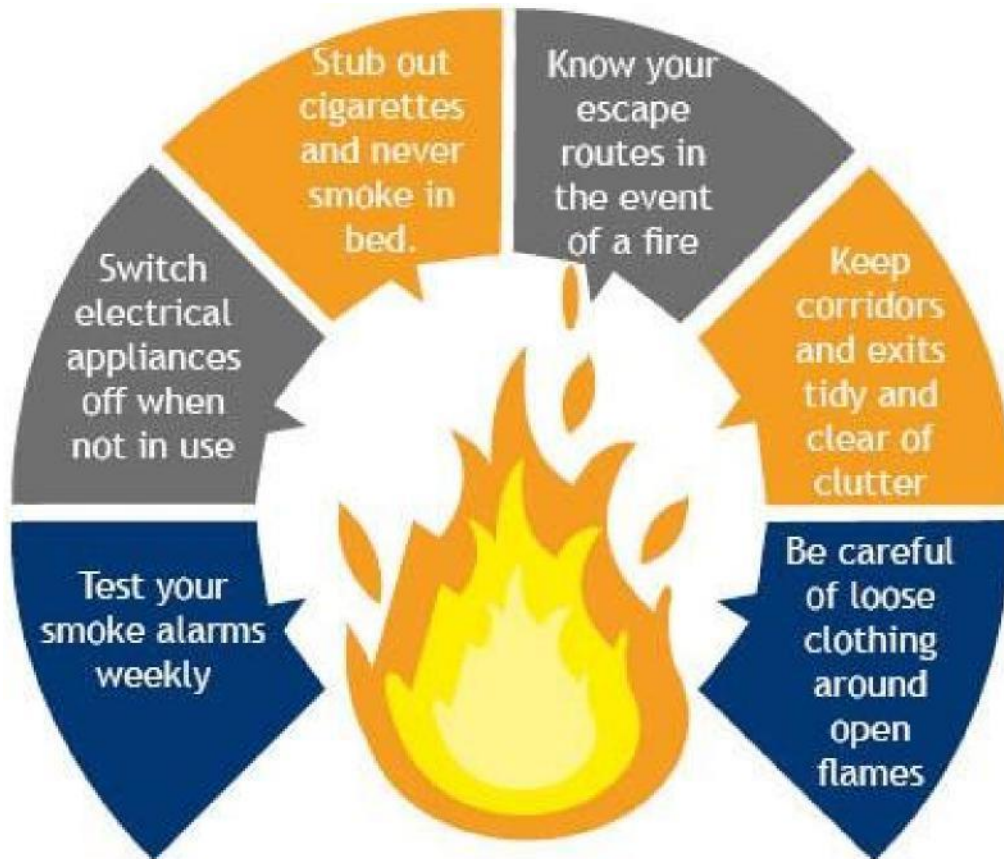 Test your
smoke alarms
weekly
Switch
electrical
appliances
off when
not in use
Stub out
cigarettes
and never
smoke in
bed.
Know your
escape
routes in
the event
of a fire
Keep
corridors
and exits
tidy and
clear of
clutter
Be careful
of loose
clothing
around
open
flames